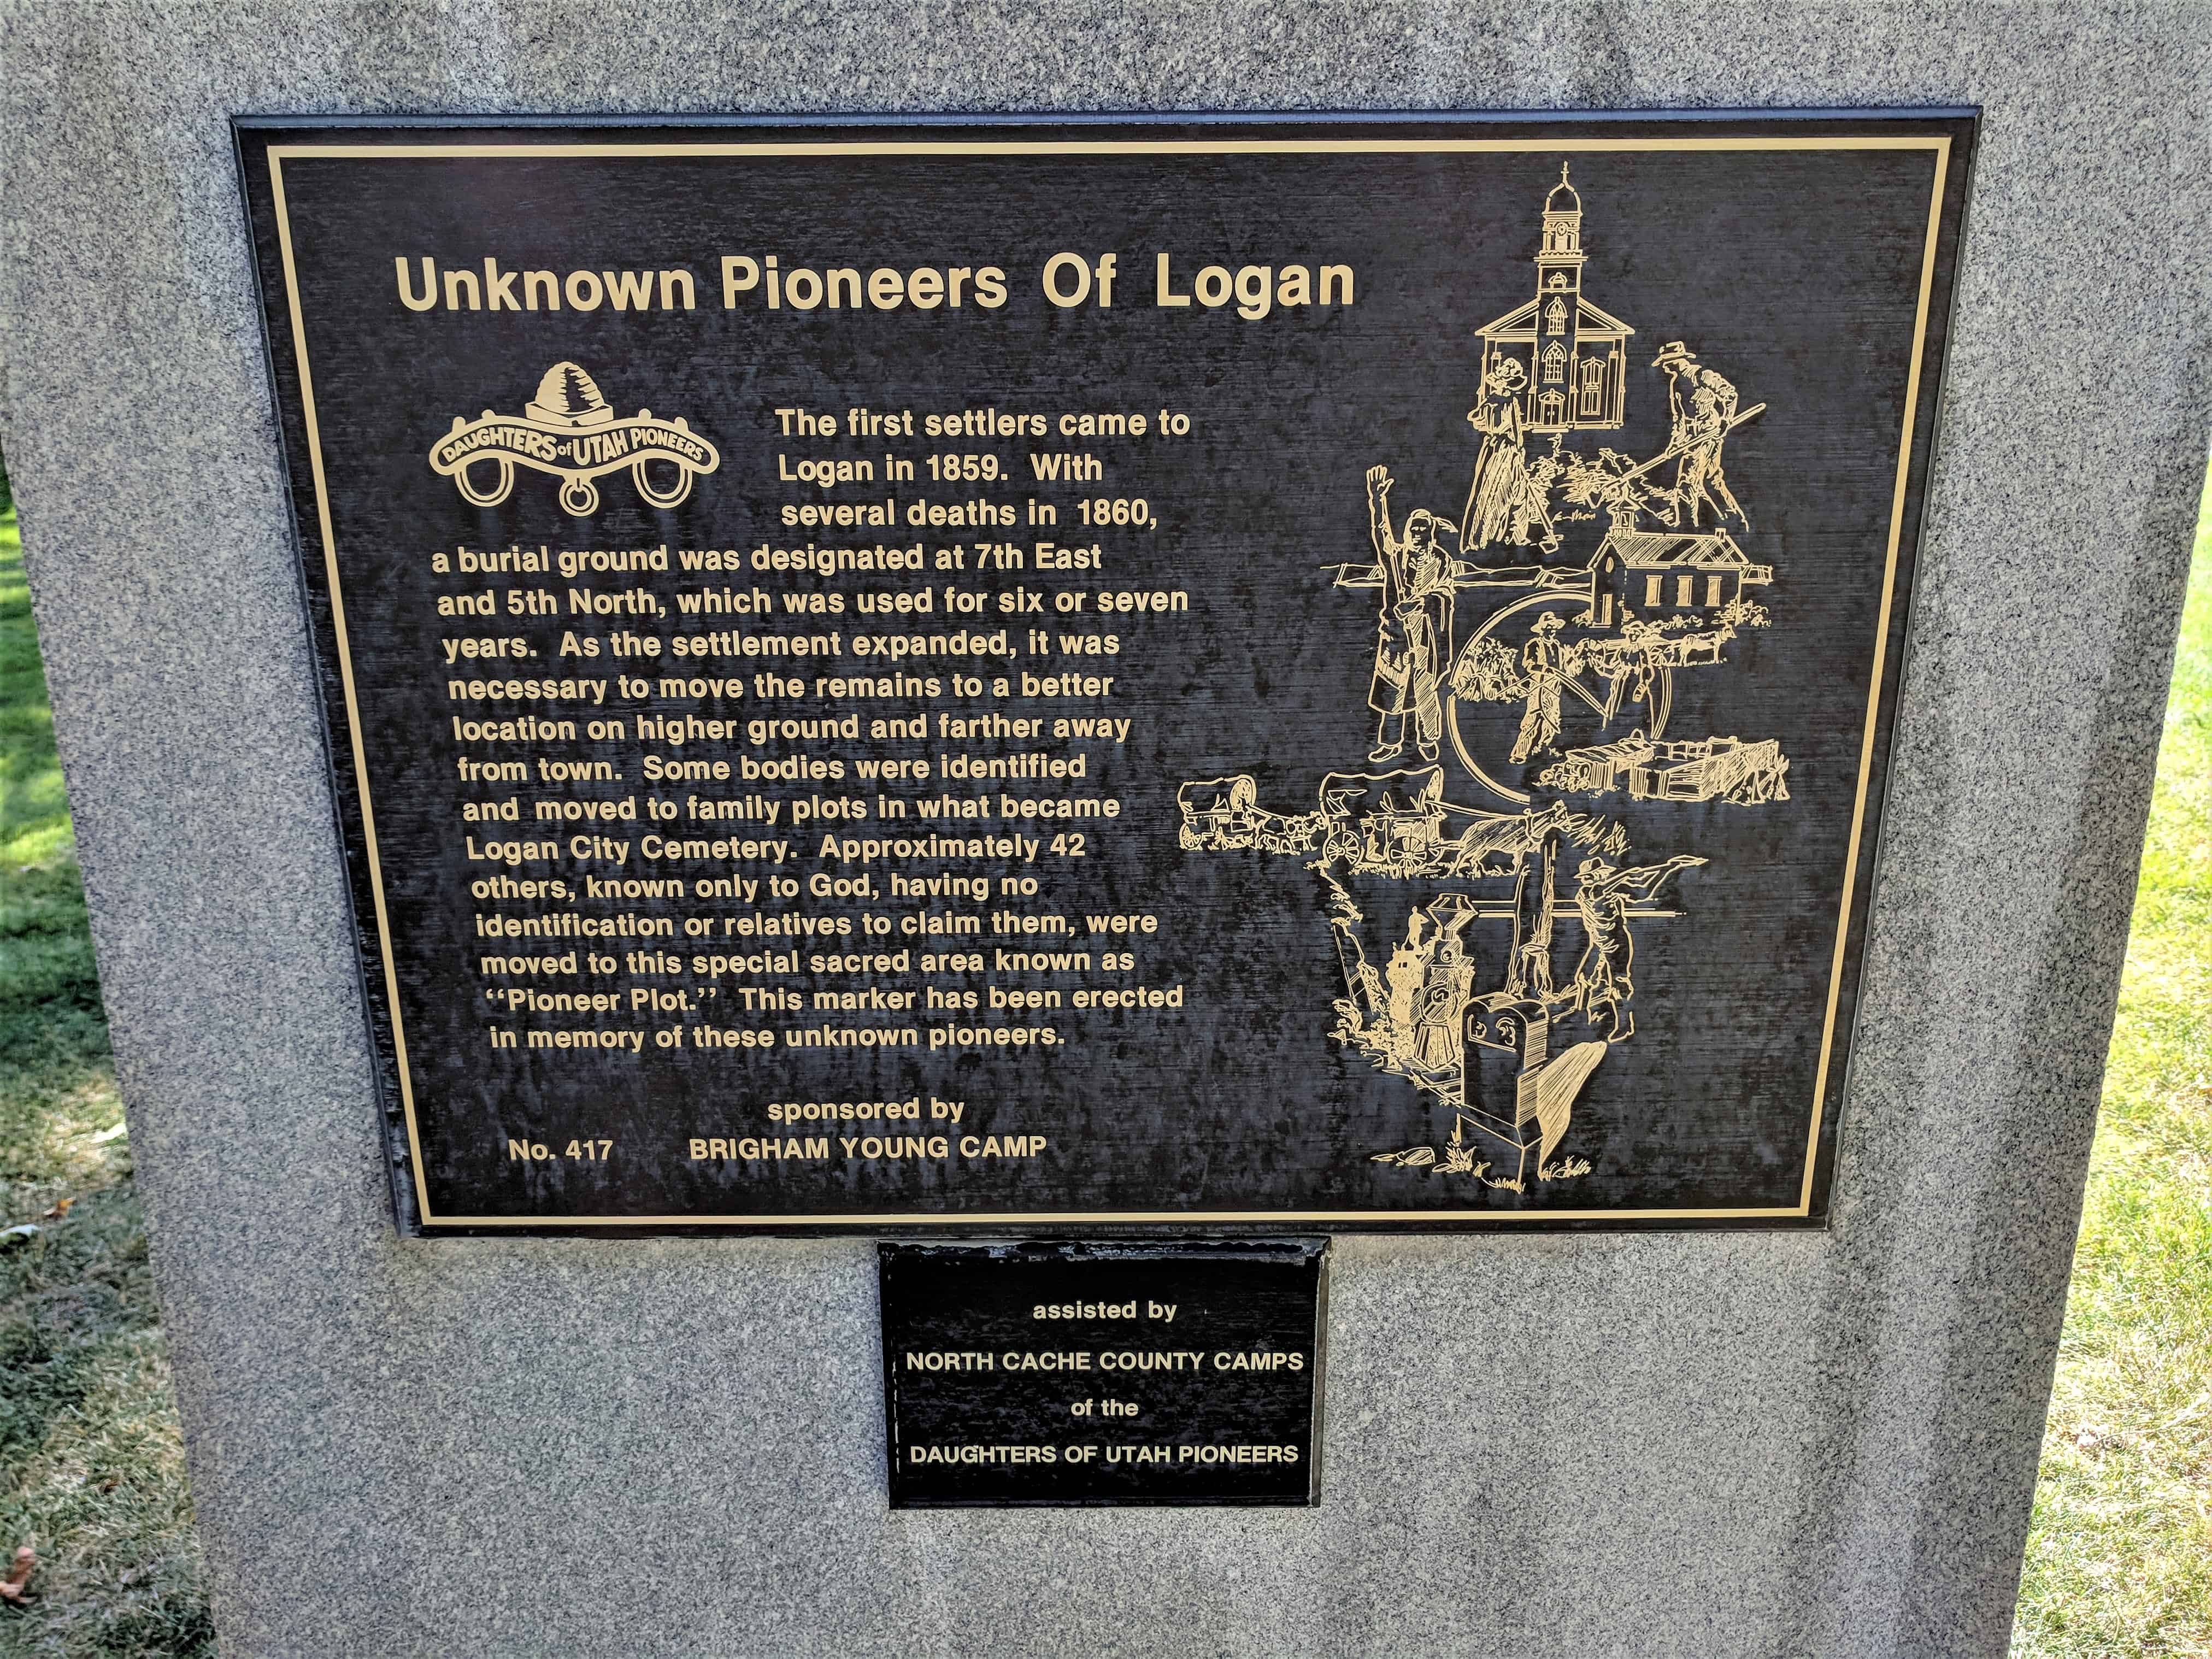 Unknown Pioneers Of Logan
DAUGHTERS of UTAH PIONEERS
The first settlers came to
Logan in 1859. With
several deaths in 1860,
a burial ground was designated at 7th East
and 5th North, which was used for six or seven
years. As the settlement expanded, it was
necessary to move the remains to a better
location on higher ground and farther away
from town. Some bodies were identified
and moved to family plots in what became
Logan City Cemetery. Approximately 42
others, known only to God, having no
identification or relatives to claim them, were
moved to this special sacred area known as
‘‘Pioneer Plot.’’ This marker has been erected
in memory of these unknown pioneers.
sponsored by
No. 417 BRIGHAM YOUNG CAMP
assisted by
NORTH CACHE COUNTY CAMPS
of the
DAUGHTERS OF UTAH PIONEERS